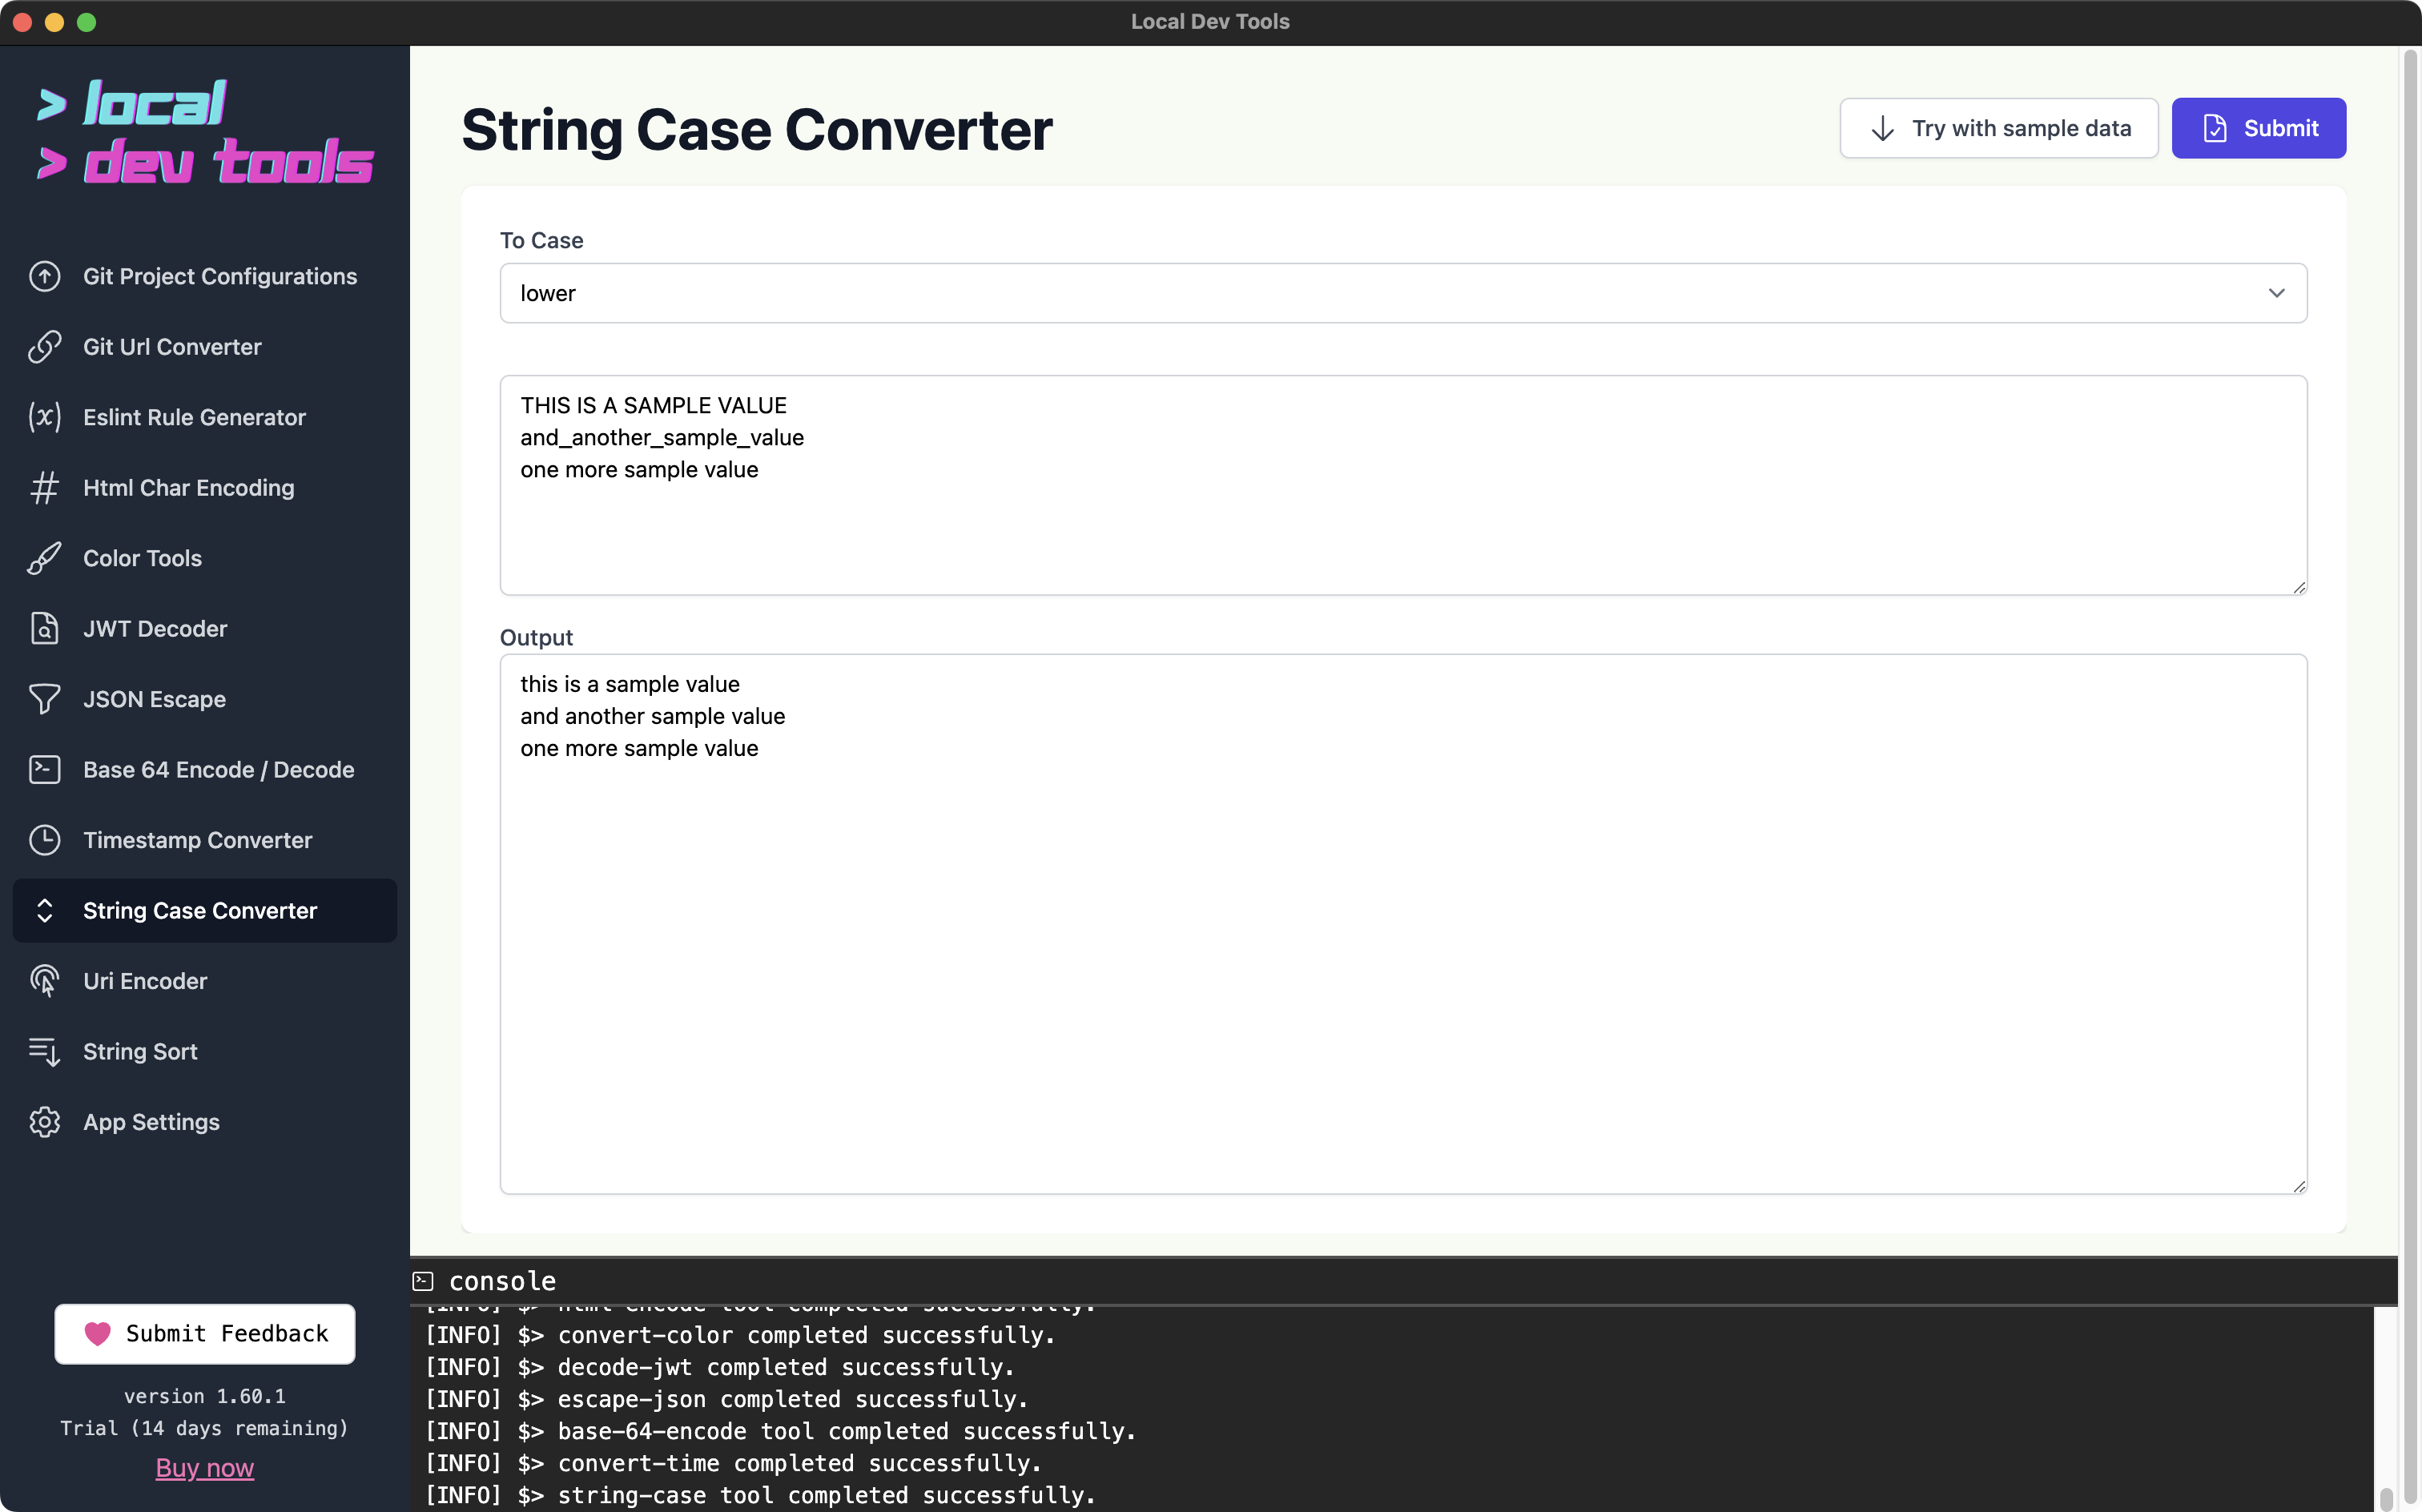 Local Dev Tools
> local
> dev tools
Git Project Configurations
Git Url Converter
Eslint Rule Generator
Html Char Encoding
Color Tools
JWT Decoder
JSON Escape
Base 64 Encode / Decode
Timestamp Converter
String Case Converter
Uri Encoder
String Sort
App Settings
Submit Feedback
version 1.60.1
Trial (14 days remaining)
Buy now
String Case Converter
Try with sample data
Submit
To Case
lower
THIS IS A SAMPLE VALUE
and_another_sample_value
one more sample value
Output
this is a sample value
and another sample value
one more sample value
console
[INFO] $> html-encode tool completed successfully.
[INFO] $> convert-color completed successfully.
[INFO] $> decode-jwt completed successfully.
[INFO] $> escape-json completed successfully.
[INFO] $> base-64-encode tool completed successfully.
[INFO] $> convert-time completed successfully.
[INFO] $> string-case tool completed successfully.